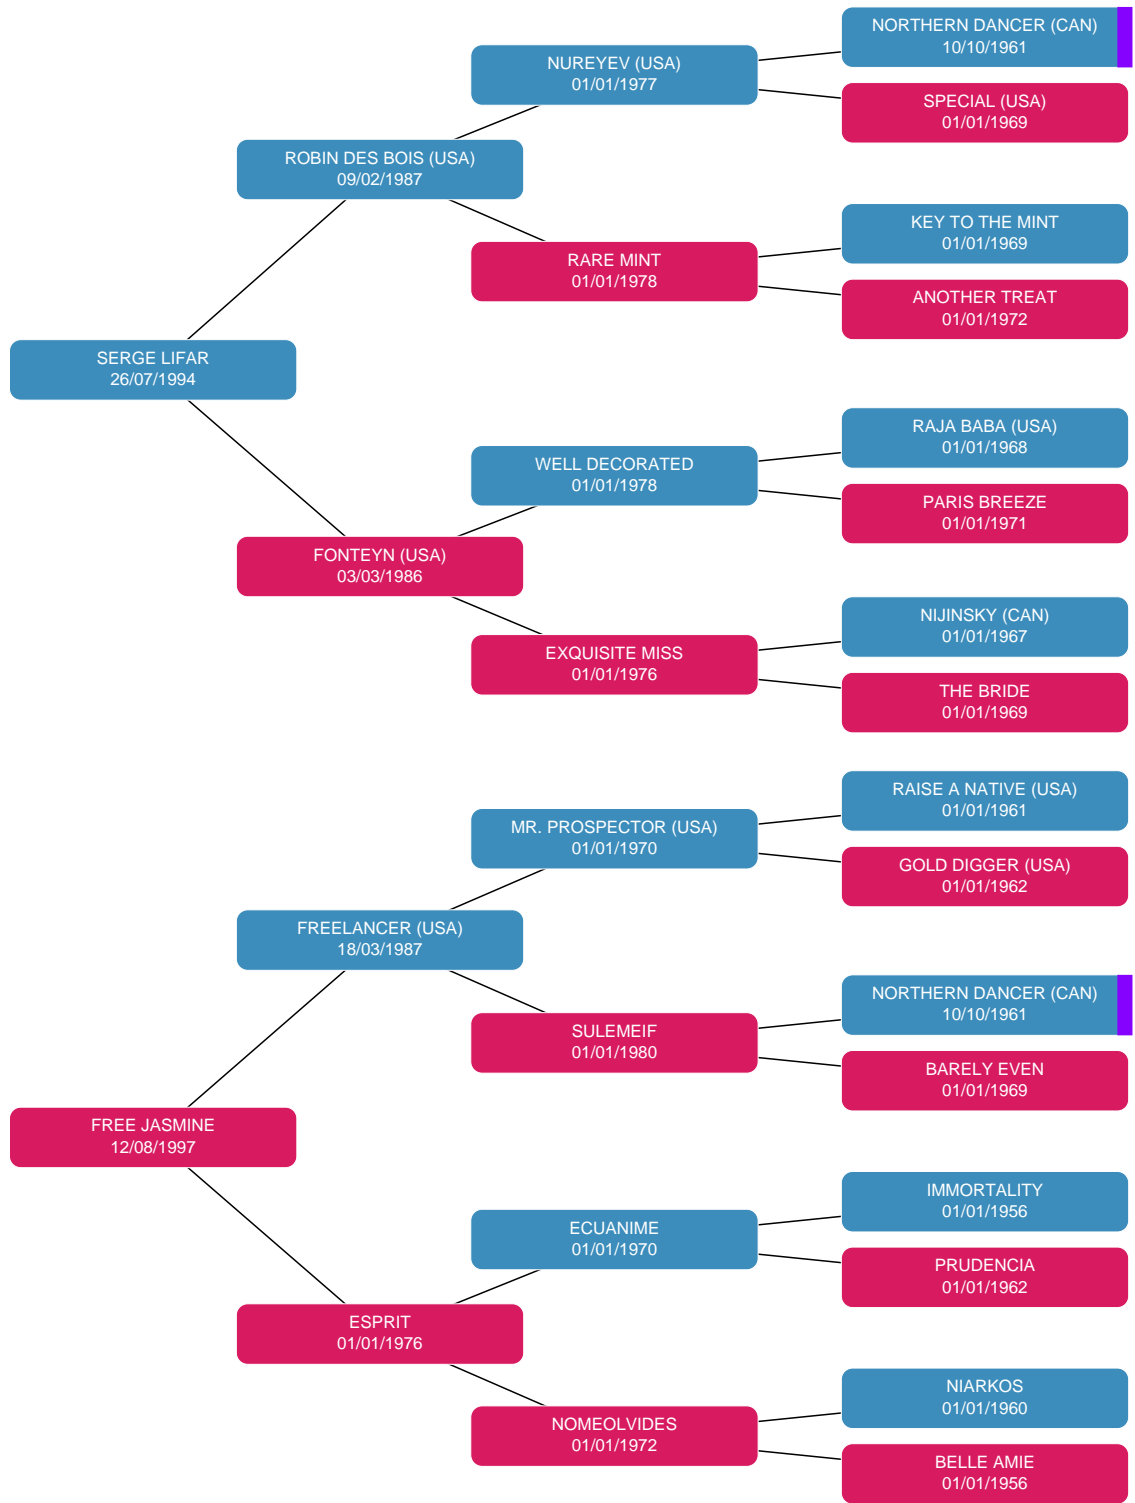 NORTHERN DANCER (CAN)
10/10/1961
NUREYEV (USA)
01/01/1977
SPECIAL (USA)
01/01/1969
ROBIN DES BOIS (USA)
09/02/1987
KEY TO THE MINT
01/01/1969
RARE MINT
01/01/1978
ANOTHER TREAT
01/01/1972
SERGE LIFAR
26/07/1994
RAJA BABA (USA)
01/01/1968
WELL DECORATED
01/01/1978
PARIS BREEZE
01/01/1971
FONTEYN (USA)
03/03/1986
NIJINSKY (CAN)
01/01/1967
EXQUISITE MISS
01/01/1976
THE BRIDE
01/01/1969
RAISE A NATIVE (USA)
01/01/1961
MR. PROSPECTOR (USA)
01/01/1970
GOLD DIGGER (USA)
01/01/1962
FREELANCER (USA)
18/03/1987
NORTHERN DANCER (CAN)
10/10/1961
SULEMEIF
01/01/1980
BARELY EVEN
01/01/1969
FREE JASMINE
12/08/1997
IMMORTALITY
01/01/1956
ECUANIME
01/01/1970
PRUDENCIA
01/01/1962
ESPRIT
01/01/1976
NIARKOS
01/01/1960
NOMEOLVIDES
01/01/1972
BELLE AMIE
01/01/1956